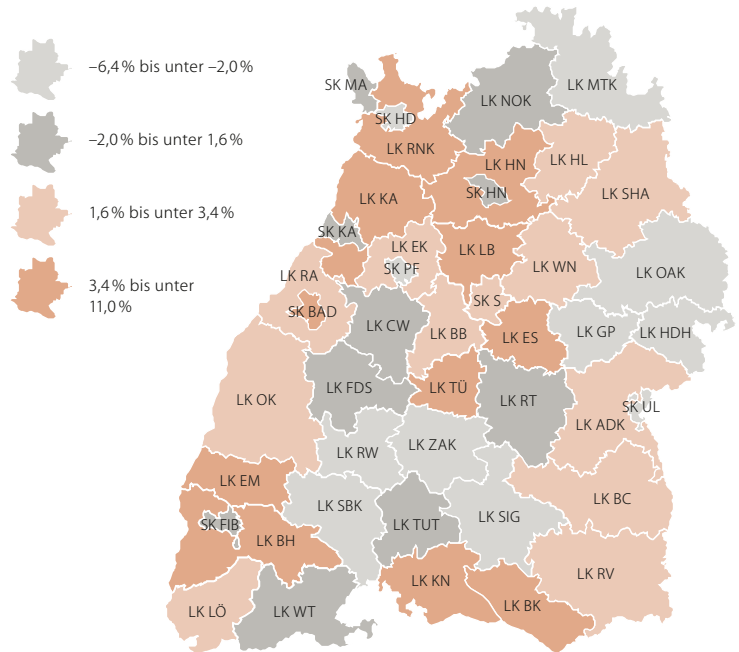 –6,4 % bis unter –2,0 %
–2,0 % bis unter 1,6 %
1,6 % bis unter 3,4 %
3,4 % bis unter
11,0 %
SK MA
LK NOK
LK MTK
SK HD
LK RNK
LK HN
LK HL
SK HN
LK KA
LK SHA
SK KA
LK EK
LK LB
SK PF
LK WN
LK OAK
LK RA
SK S
SK BAD
LK CW
LK BB
LK ES
LK GP
LK HDH
LK FDS
LK TÜ
LK RT
LK OK
SK UL
LK ADK
LK RW
LK ZAK
LK EM
LK SBK
LK BC
LK SIG
SK FIB
LK TUT
LK BH
LK RV
LK KN
LK BK
LK LÖ
LK WT